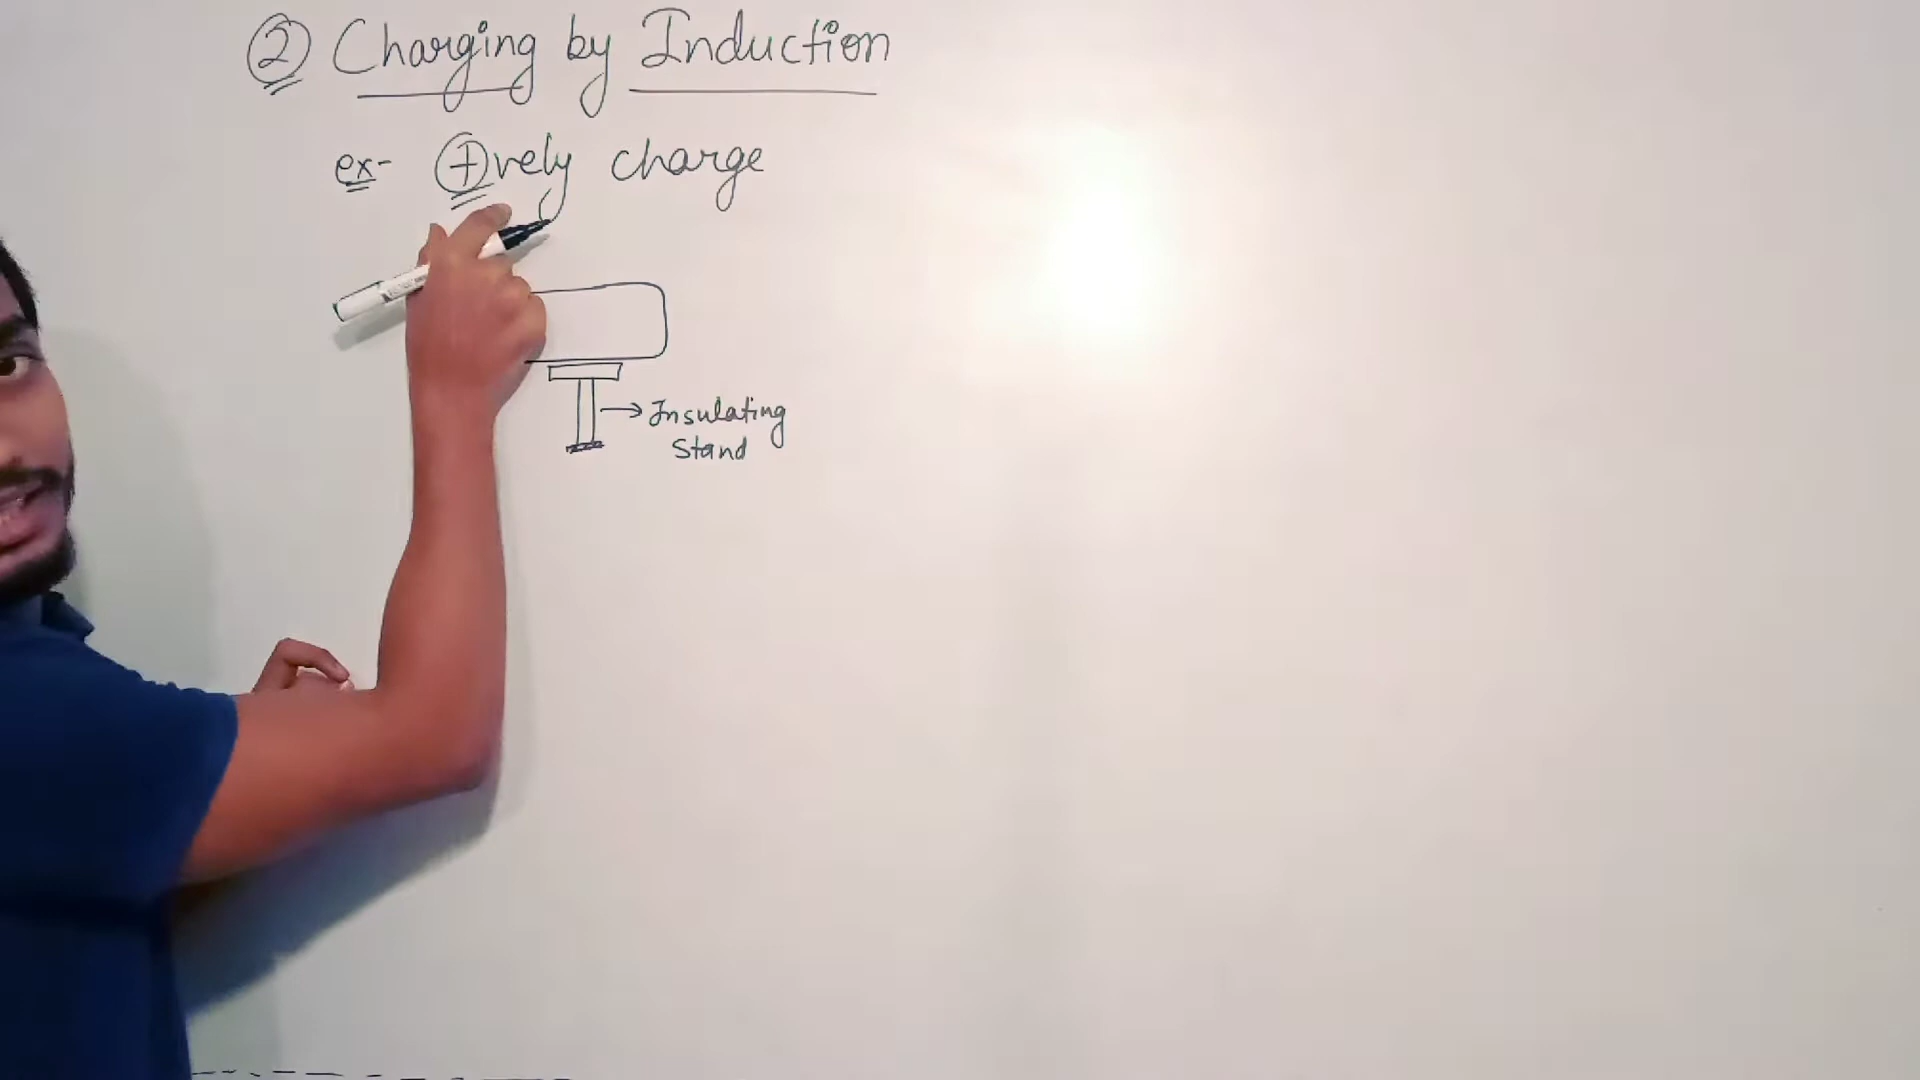 ② Charging by Induction
ex- ⊕vely charge
→ Insulating
Stand